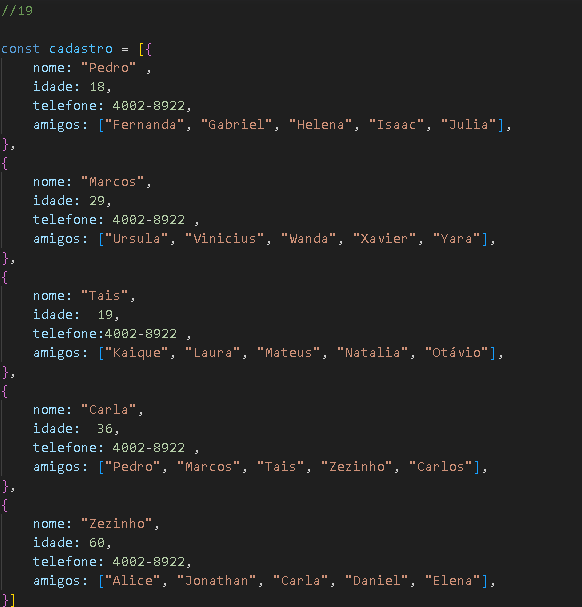 //19
const cadastro = [{
nome: "Pedro" ,
idade: 18,
telefone: 4002-8922,
amigos: ["Fernanda", "Gabriel", "Helena", "Isaac", "Julia"],
},
{
nome: "Marcos",
idade: 29,
telefone: 4002-8922 ,
amigos: ["Ursula", "Vinicius", "Wanda", "Xavier", "Yara"],
},
{
nome: "Tais",
idade:  19,
telefone:4002-8922 ,
amigos: ["Kaique", "Laura", "Mateus", "Natalia", "Otávio"],
},
{
nome: "Carla",
idade:  36,
telefone: 4002-8922 ,
amigos: ["Pedro", "Marcos", "Tais", "Zezinho", "Carlos"],
},
{
nome: "Zezinho",
idade: 60,
telefone: 4002-8922,
amigos: ["Alice", "Jonathan", "Carla", "Daniel", "Elena"],
}]